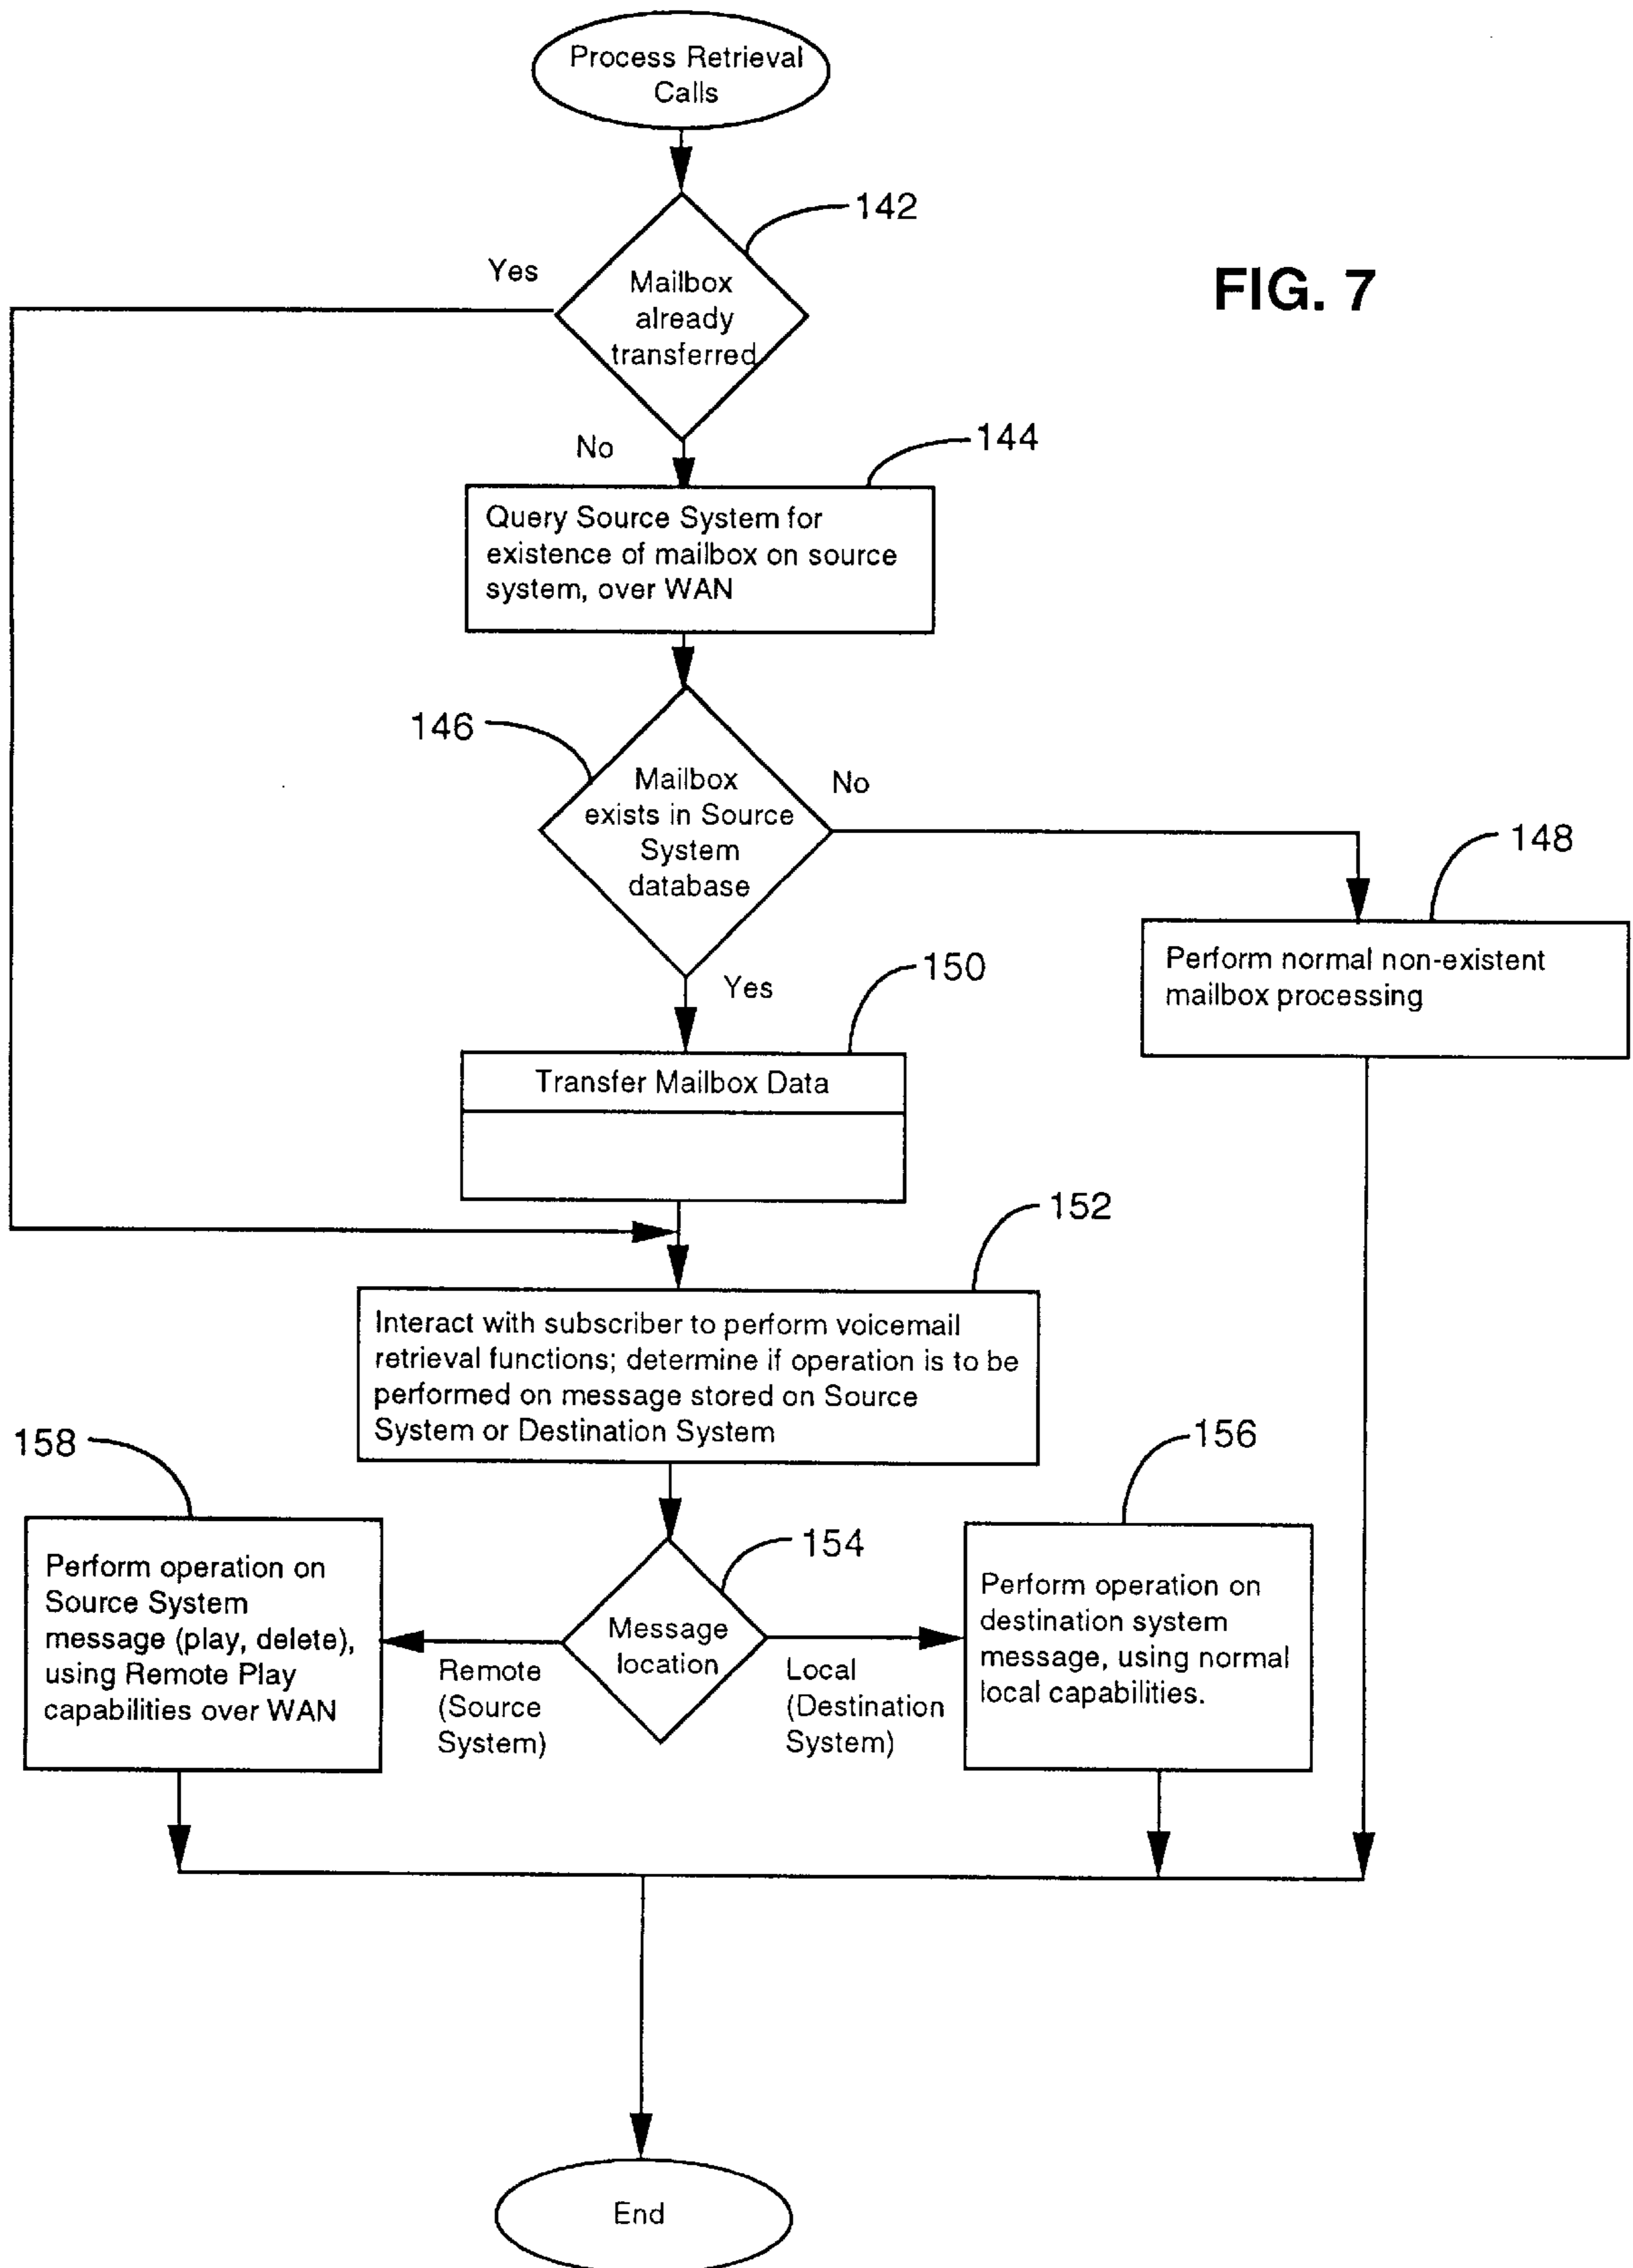 Process Retrieval
Calls
142
Yes
Mailbox
already
transferred
FIG. 7
No
144
Query Source System for
existence of mailbox on source
system, over WAN
146
Mailbox
exists in Source
System
database
No
148
Perform normal non-existent
mailbox processing
Yes
150
Transfer Mailbox Data
152
Interact with subscriber to perform voicemail
retrieval functions; determine if operation is to be
performed on message stored on Source
System or Destination System
158
Perform operation on
Source System
message (play, delete),
using Remote Play
capabilities over WAN
154
Message
location
Remote
(Source
System)
Local
(Destination
System)
156
Perform operation on
destination system
message, using normal
local capabilities.
End